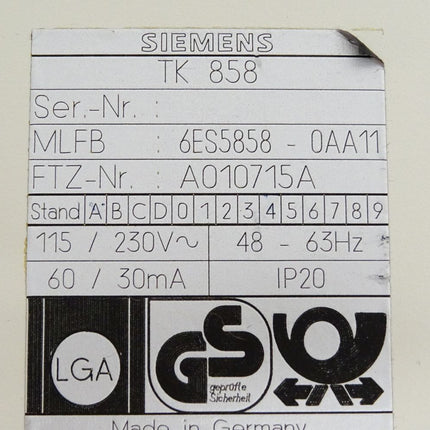 SIEMENS
TK 858
Ser.-Nr. :
MLFB : 6ES5858 - 0AA11
FTZ-Nr. : A010715A
Stand A B C D 0 1 2 3 4 5 6 7 8 9
115 / 230V~ 48 - 63Hz
60 / 30mA IP20
LGA
GS
geprüfte
Sicherheit
Made in Germany